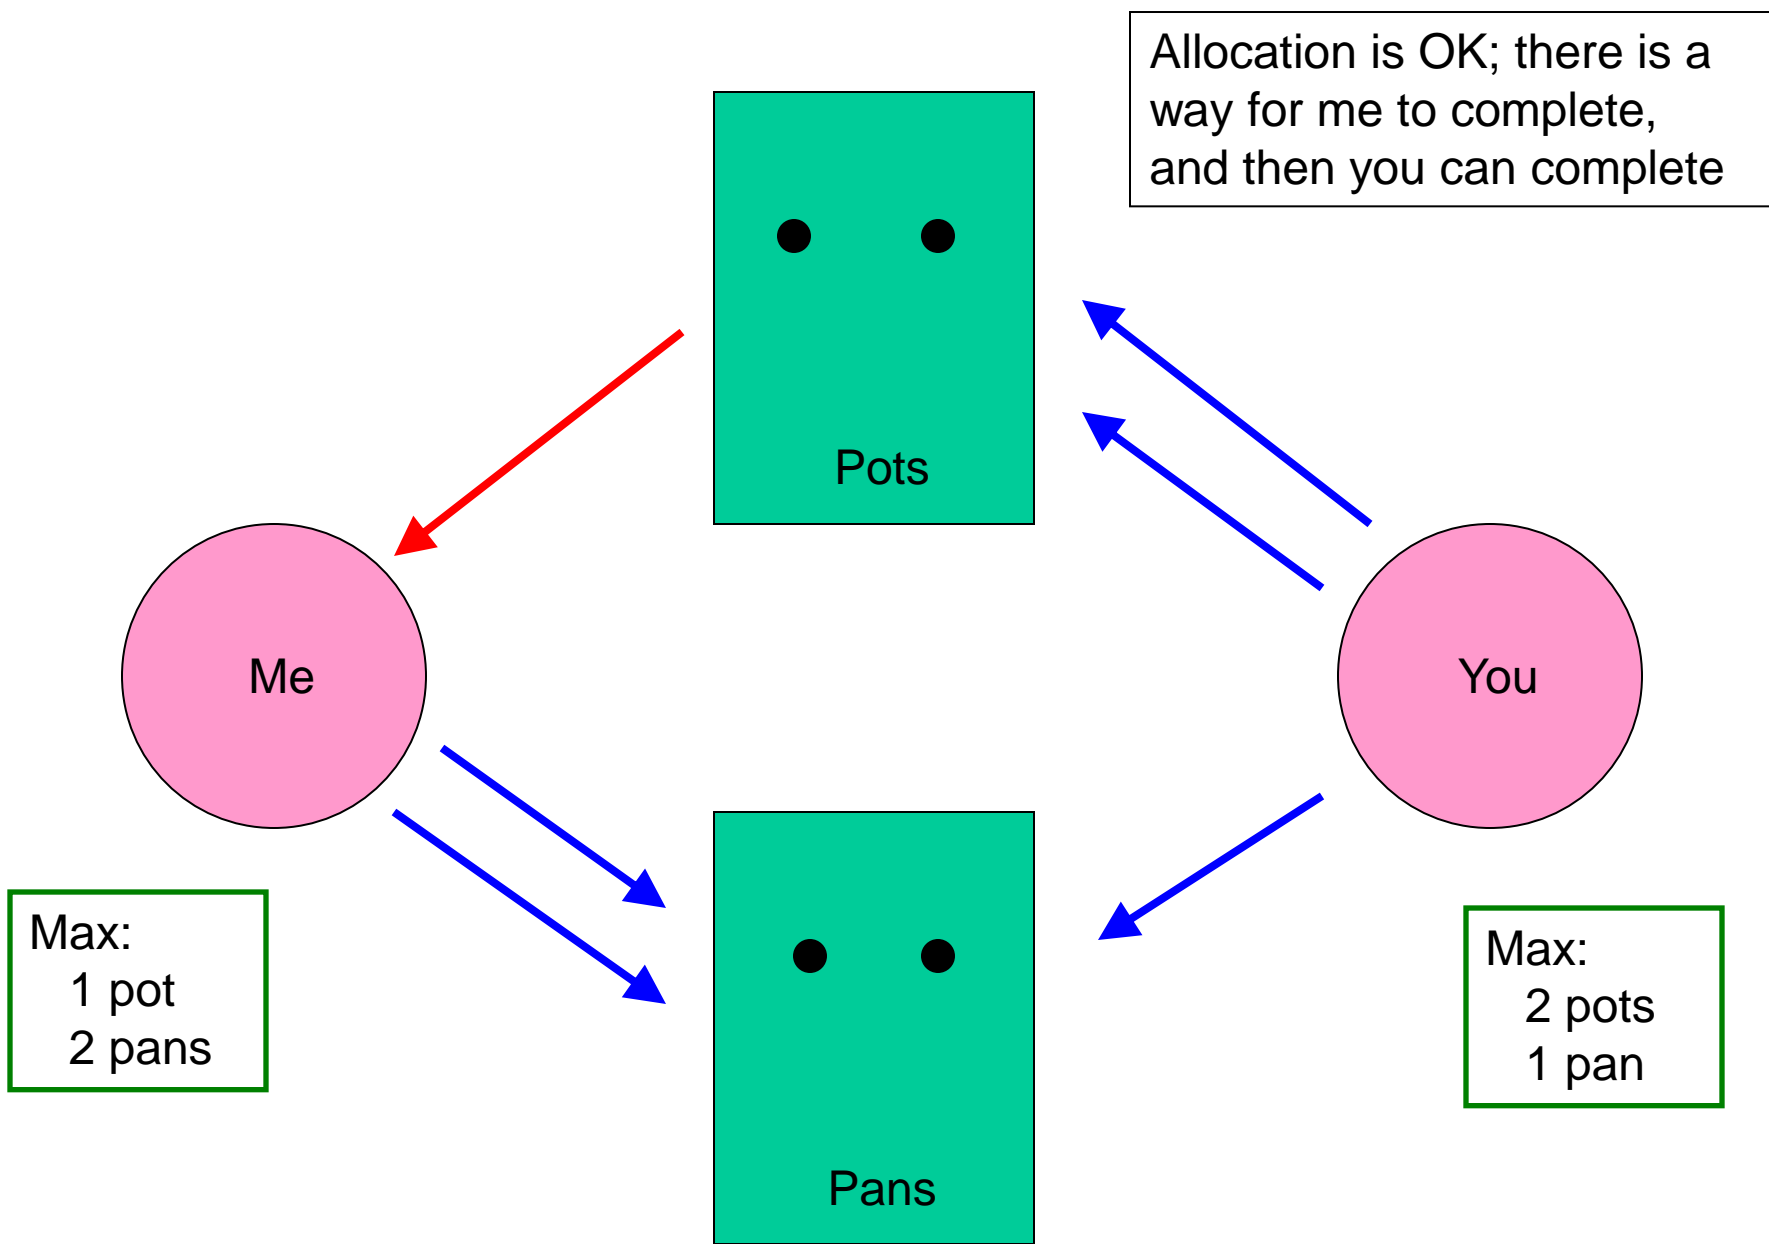 Allocation is OK; there is a
way for me to complete,
and then you can complete
Pots
Me
You
Max:
1 pot
2 pans
Max:
2 pots
1 pan
Pans